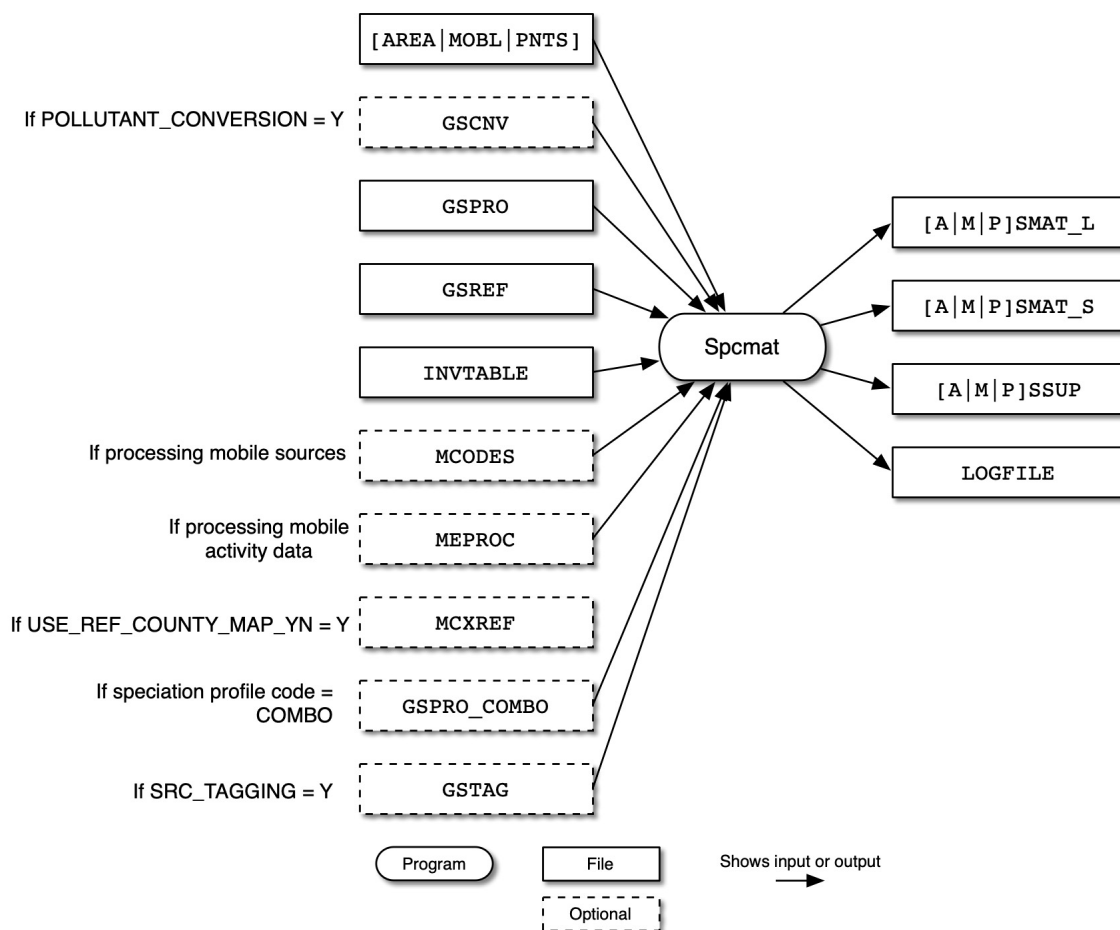 [AREA|MOBL|PNTS]
If POLLUTANT_CONVERSION = Y
GSCNV
GSPRO
GSREF
INVTABLE
If processing mobile sources
MCODES
If processing mobile
activity data
MEPROC
If USE_REF_COUNTY_MAP_YN = Y
MCXREF
If speciation profile code =
COMBO
GSPRO_COMBO
If SRC_TAGGING = Y
GSTAG
Spcmat
[A|M|P]SMAT_L
[A|M|P]SMAT_S
[A|M|P]SSUP
LOGFILE
Program
File
Shows input or output
Optional